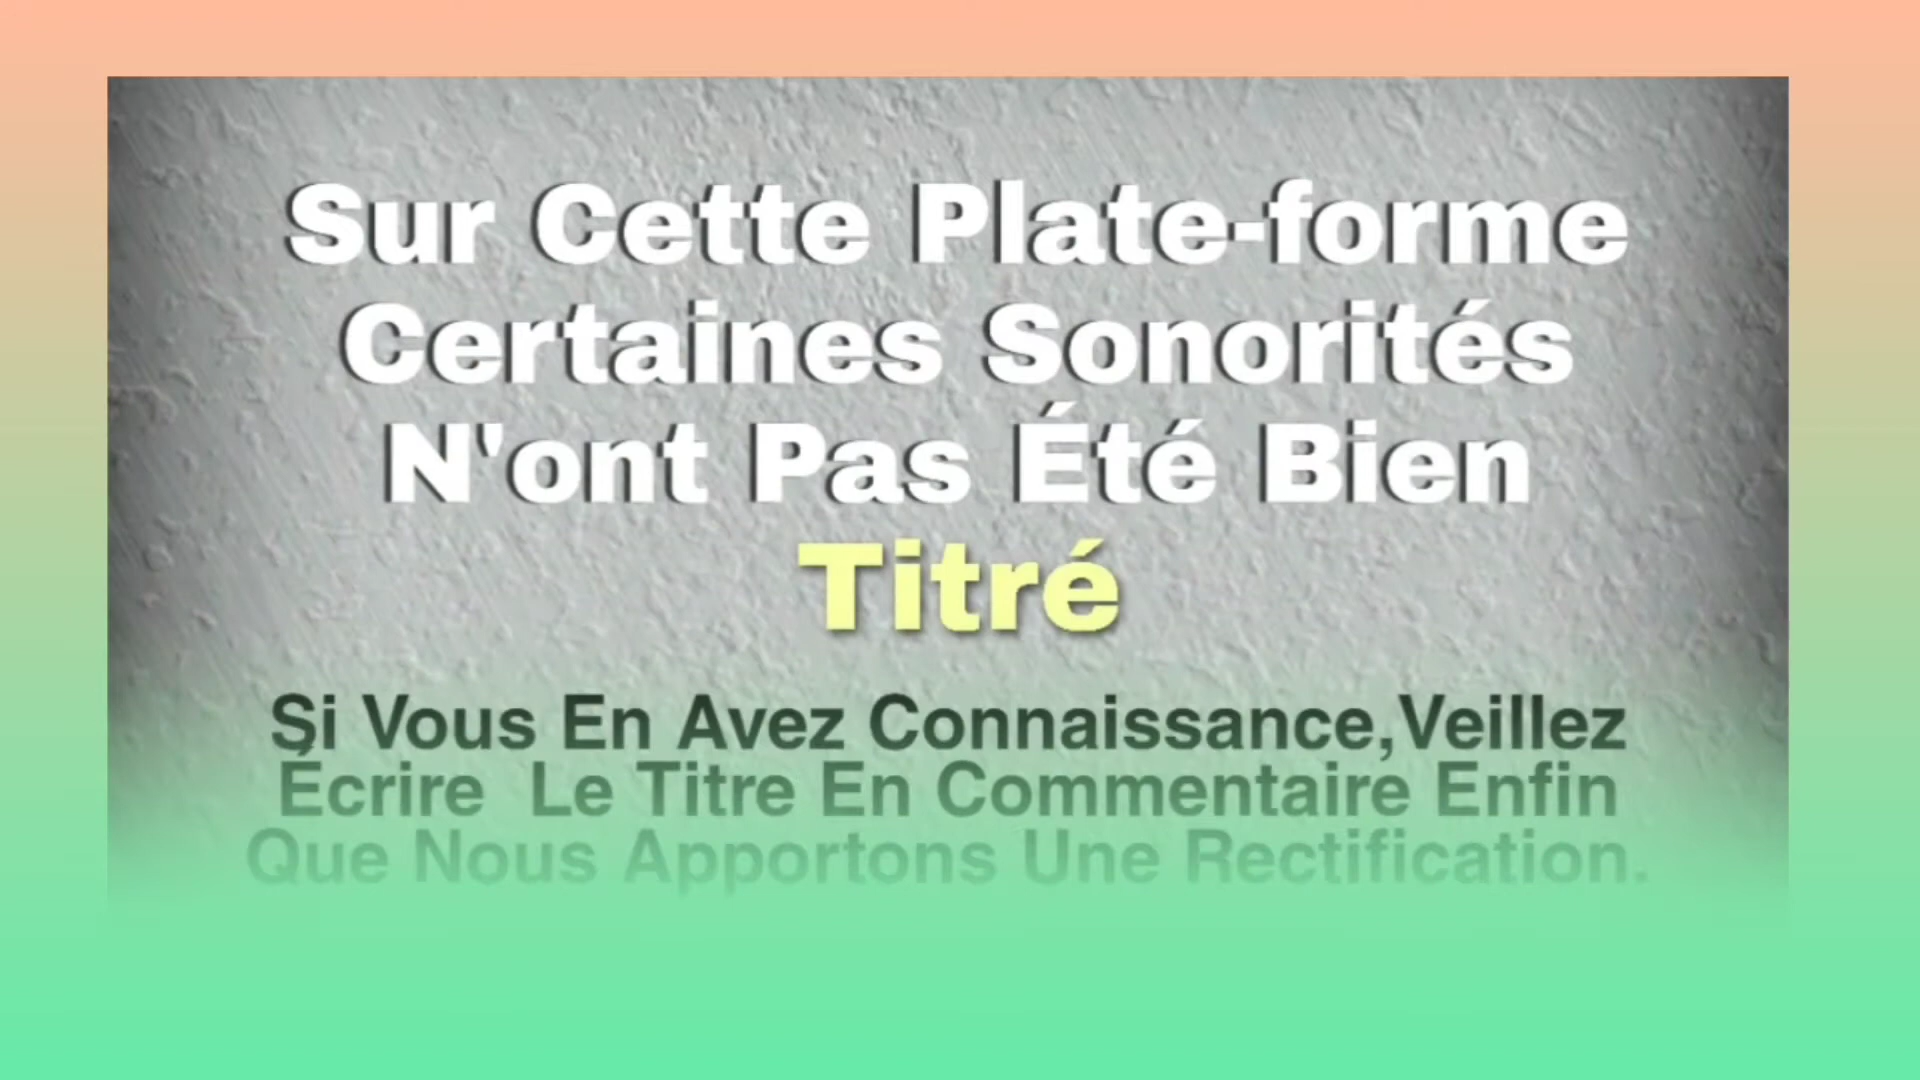 Sur Cette Plate-forme
Certaines Sonorités
N'ont Pas Été Bien
Titré
Si Vous En Avez Connaissance,Veillez
Écrire  Le Titre En Commentaire Enfin
Que Nous Apportons Une Rectification.